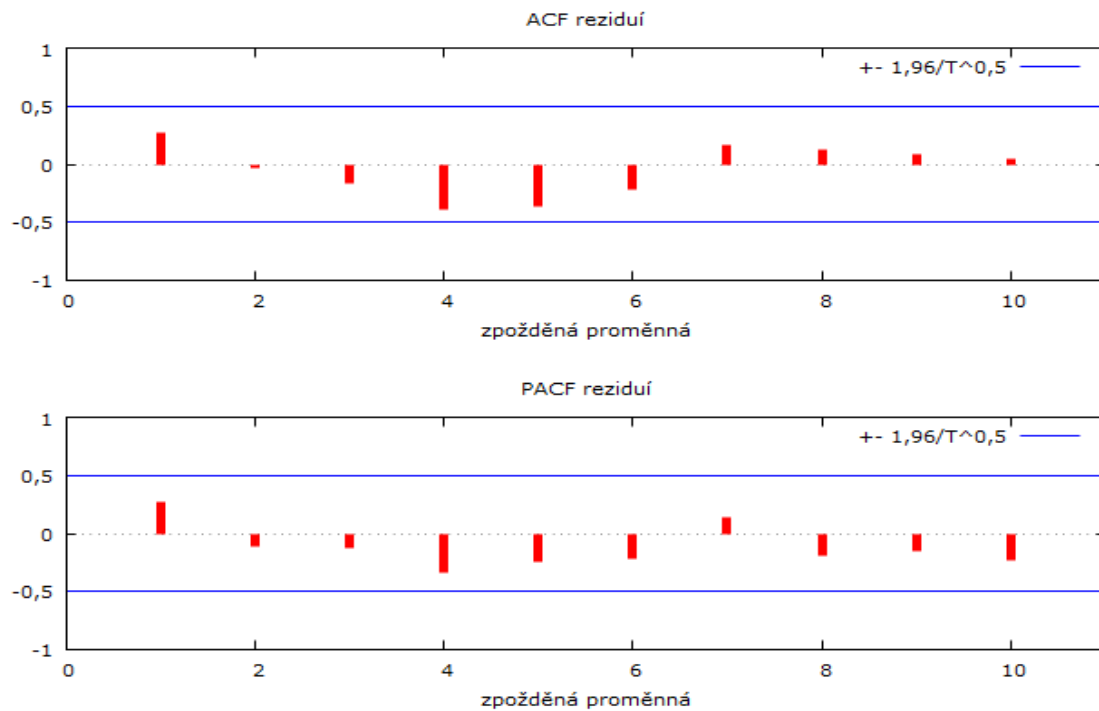 ACF reziduí
+- 1,96/T^0,5
1
0,5
0
-0,5
-1
0 2 4 6 8 10
zpožděná proměnná
PACF reziduí
+- 1,96/T^0,5
1
0,5
0
-0,5
-1
0 2 4 6 8 10
zpožděná proměnná